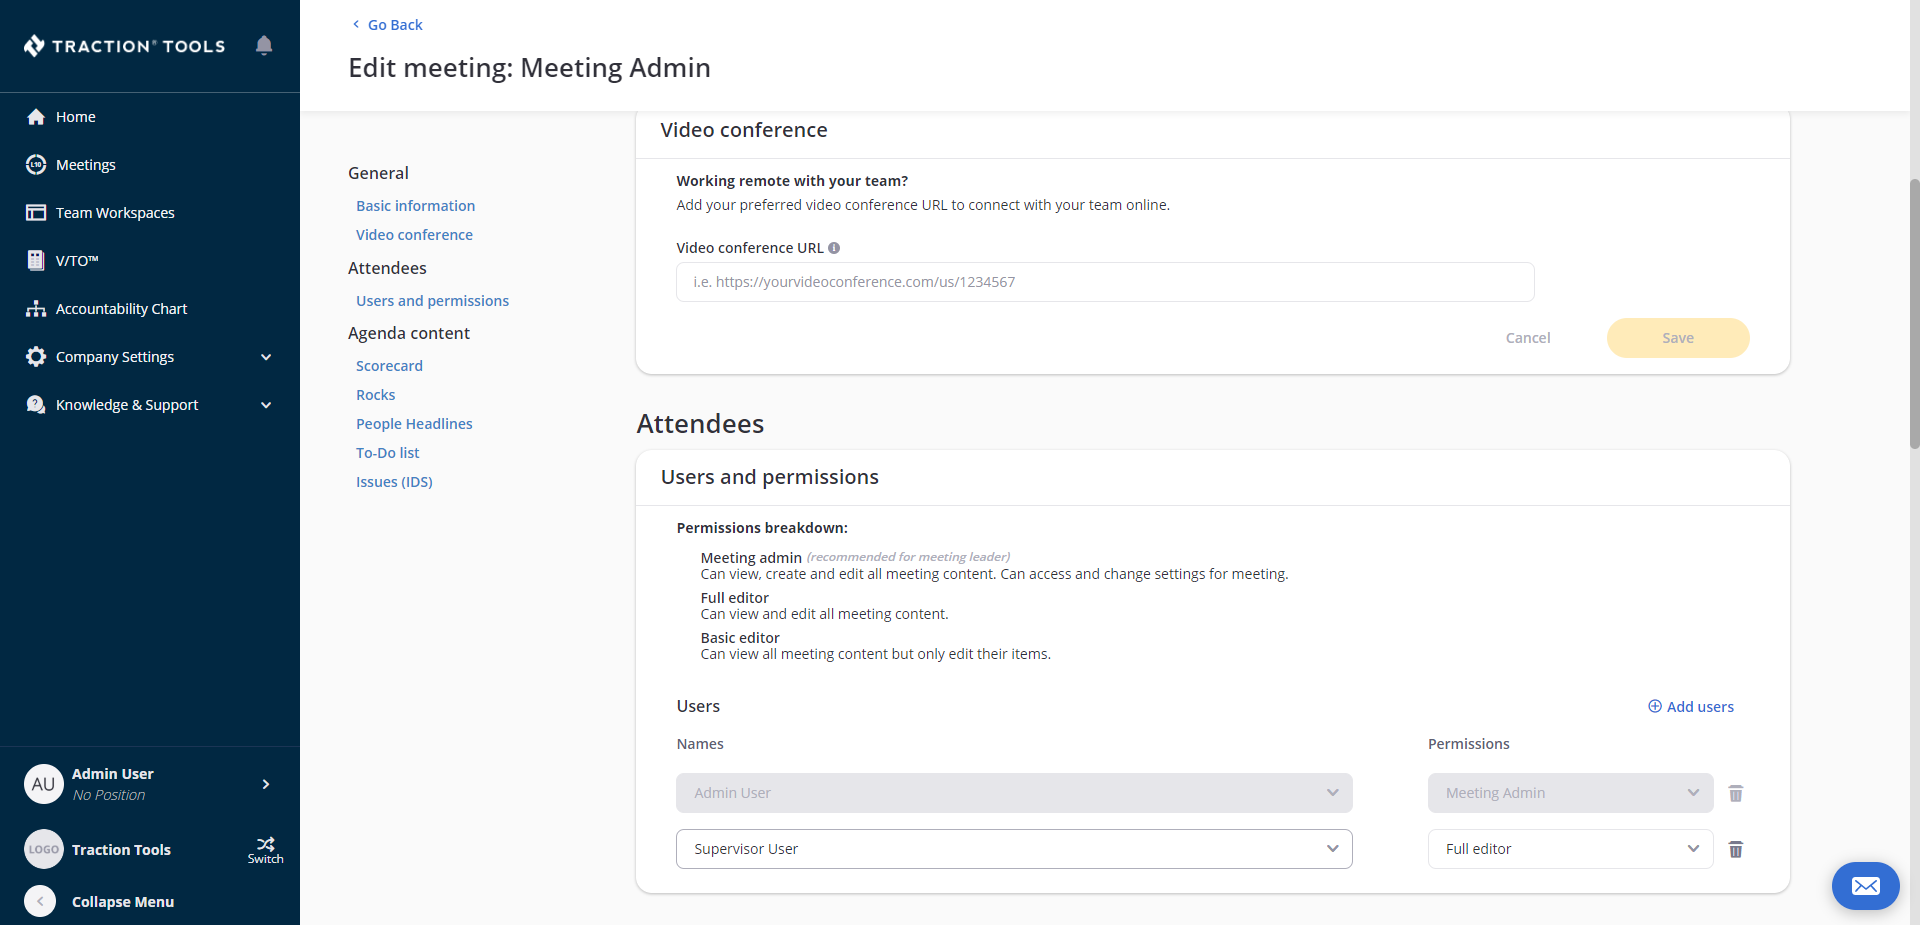 TRACTION® TOOLS
Home
L10
Meetings
Team Workspaces
V/TO™
Accountability Chart
Company Settings
Knowledge & Support
AU
Admin User
No Position
LOGO
Traction Tools
Switch
Collapse Menu
Go Back
Edit meeting: Meeting Admin
General
Basic information
Video conference
Attendees
Users and permissions
Agenda content
Scorecard
Rocks
People Headlines
To-Do list
Issues (IDS)
Video conference
Working remote with your team?
Add your preferred video conference URL to connect with your team online.
Video conference URL
i.e. https://yourvideoconference.com/us/1234567
Cancel
Save
Attendees
Users and permissions
Permissions breakdown:
Meeting admin (recommended for meeting leader)
Can view, create and edit all meeting content. Can access and change settings for meeting.
Full editor
Can view and edit all meeting content.
Basic editor
Can view all meeting content but only edit their items.
Users
Add users
Names
Permissions
Admin User
Meeting Admin
Supervisor User
Full editor